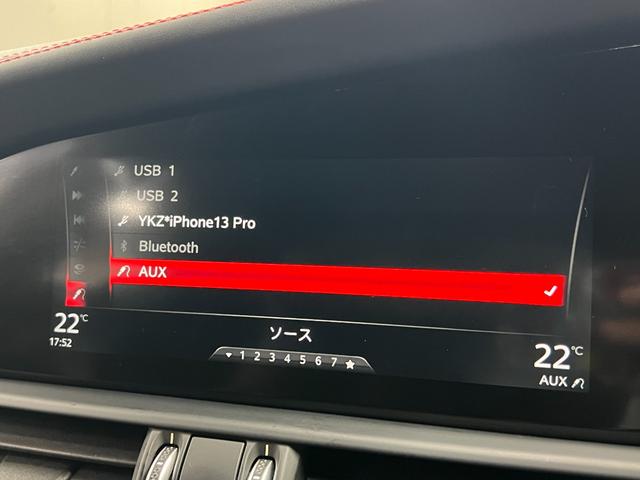 USB 1
USB 2
YKZ*iPhone13 Pro
Bluetooth
AUX
22°C
17:52
ソース
1 2 3 4 5 6 7
22°C
AUX